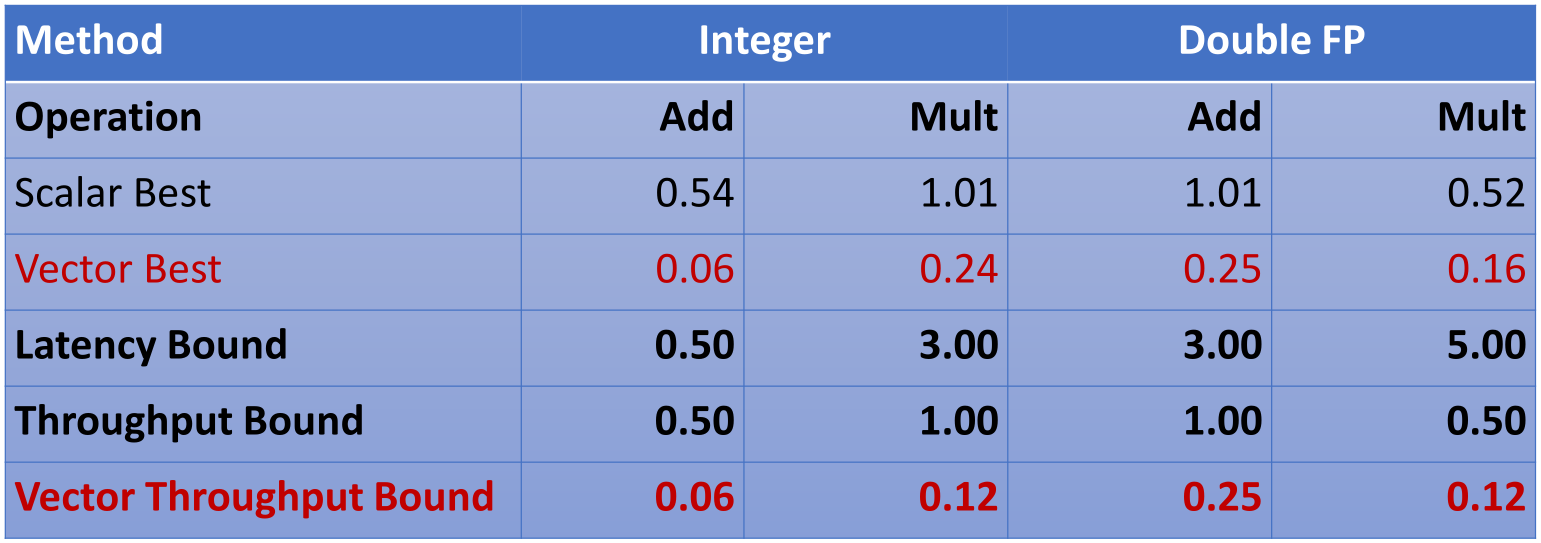 Method Integer Double FP
Operation Add Mult Add Mult
Scalar Best 0.54 1.01 1.01 0.52
Vector Best 0.06 0.24 0.25 0.16
Latency Bound 0.50 3.00 3.00 5.00
Throughput Bound 0.50 1.00 1.00 0.50
Vector Throughput Bound 0.06 0.12 0.25 0.12